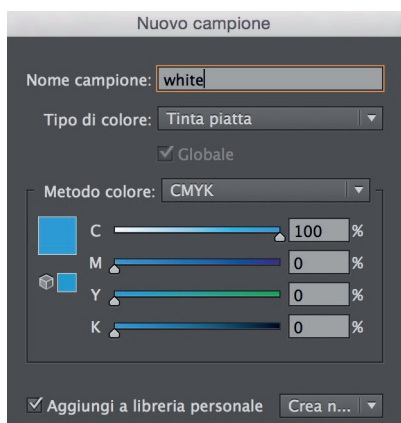 Nuovo campione
Nome campione: white
Tipo di colore: Tinta piatta
Globale
Metodo colore: CMYK
C 100 %
M 0 %
Y 0 %
K 0 %
Aggiungi a libreria personale Crea n...